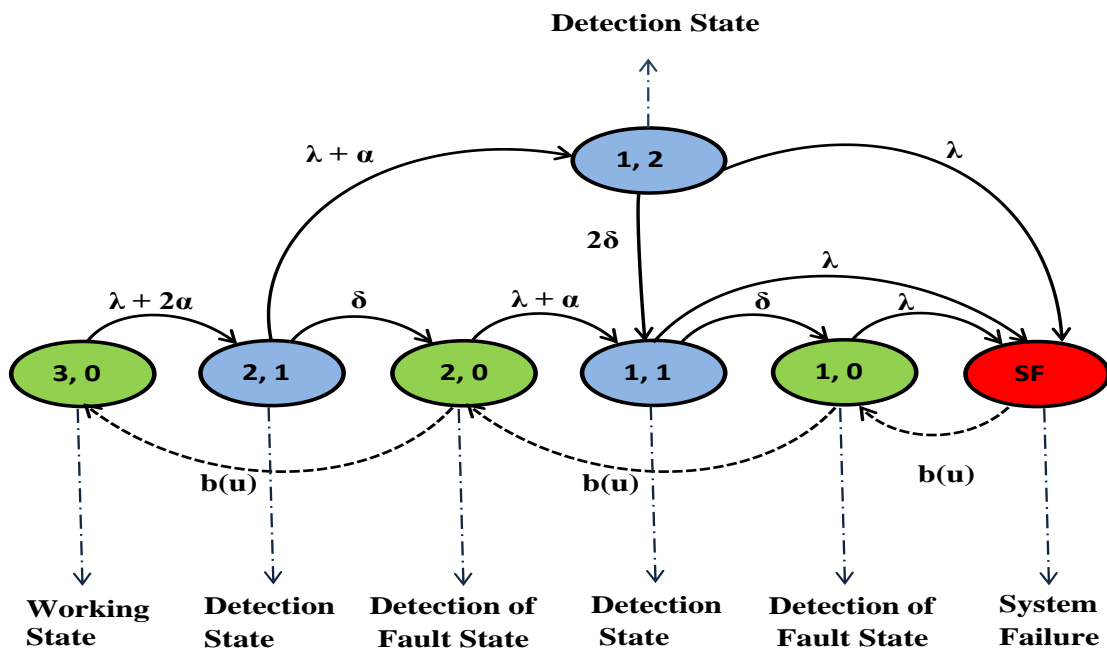 Detection State
1, 2
λ + α
λ
2δ
λ
λ + 2α
δ
λ + α
δ
λ
3, 0
2, 1
2, 0
1, 1
1, 0
SF
b(u)
b(u)
b(u)
Working
State
Detection
State
Detection of
Fault State
Detection
State
Detection of
Fault State
System
Failure